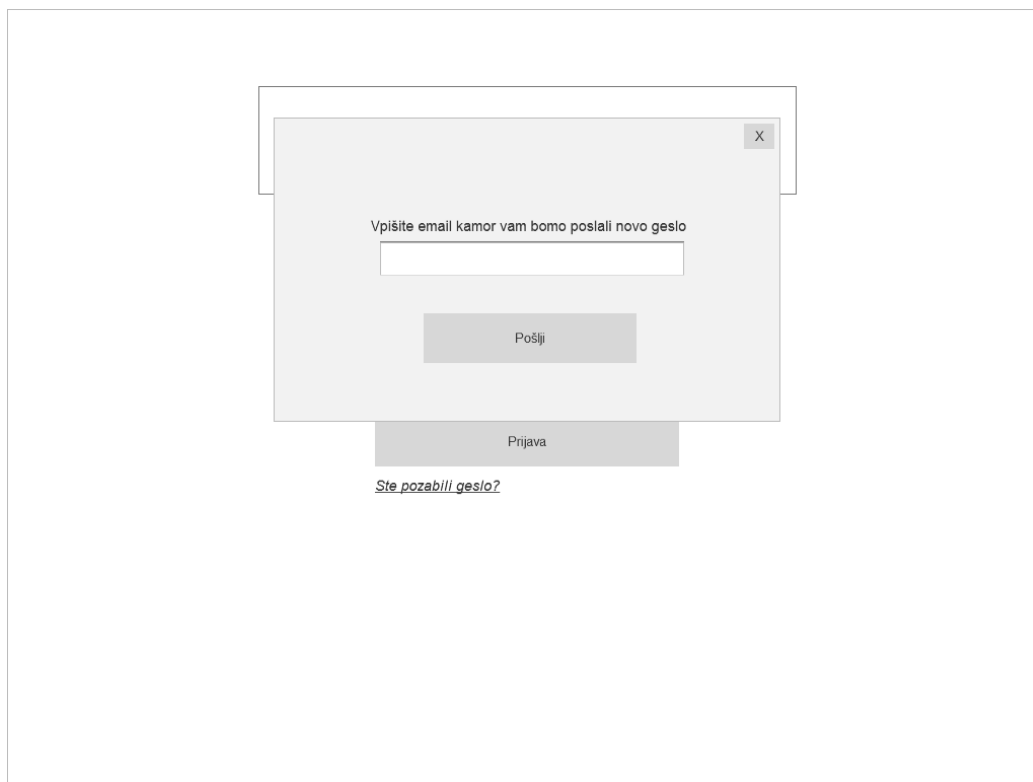 X
Vpišite email kamor vam bomo poslali novo geslo
Pošlji
Prijava
Ste pozabili geslo?